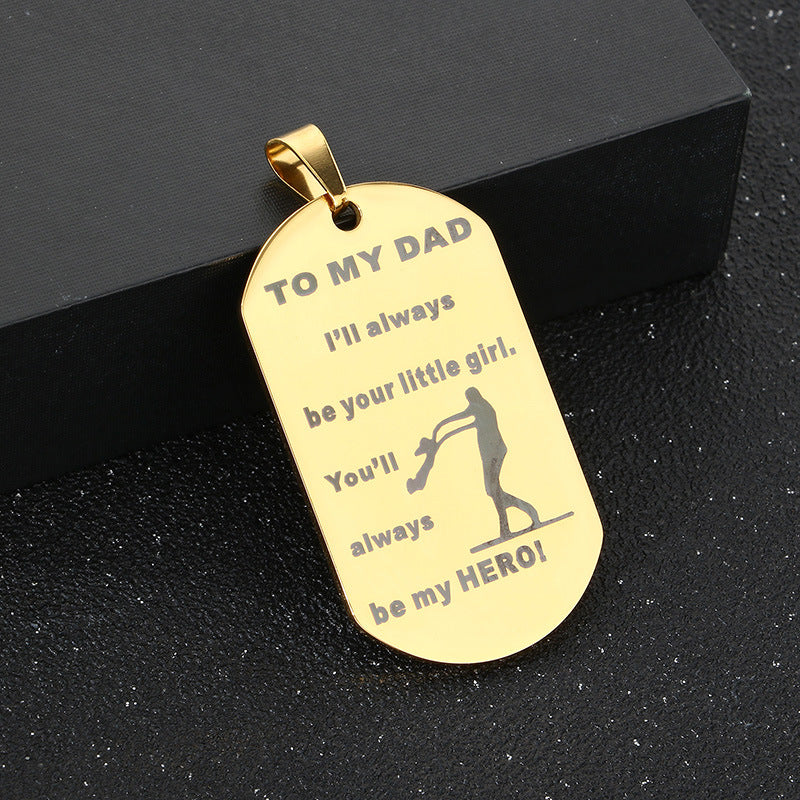 TO MY DAD
I'll always
be your little girl.
You'll
always
be my HERO!